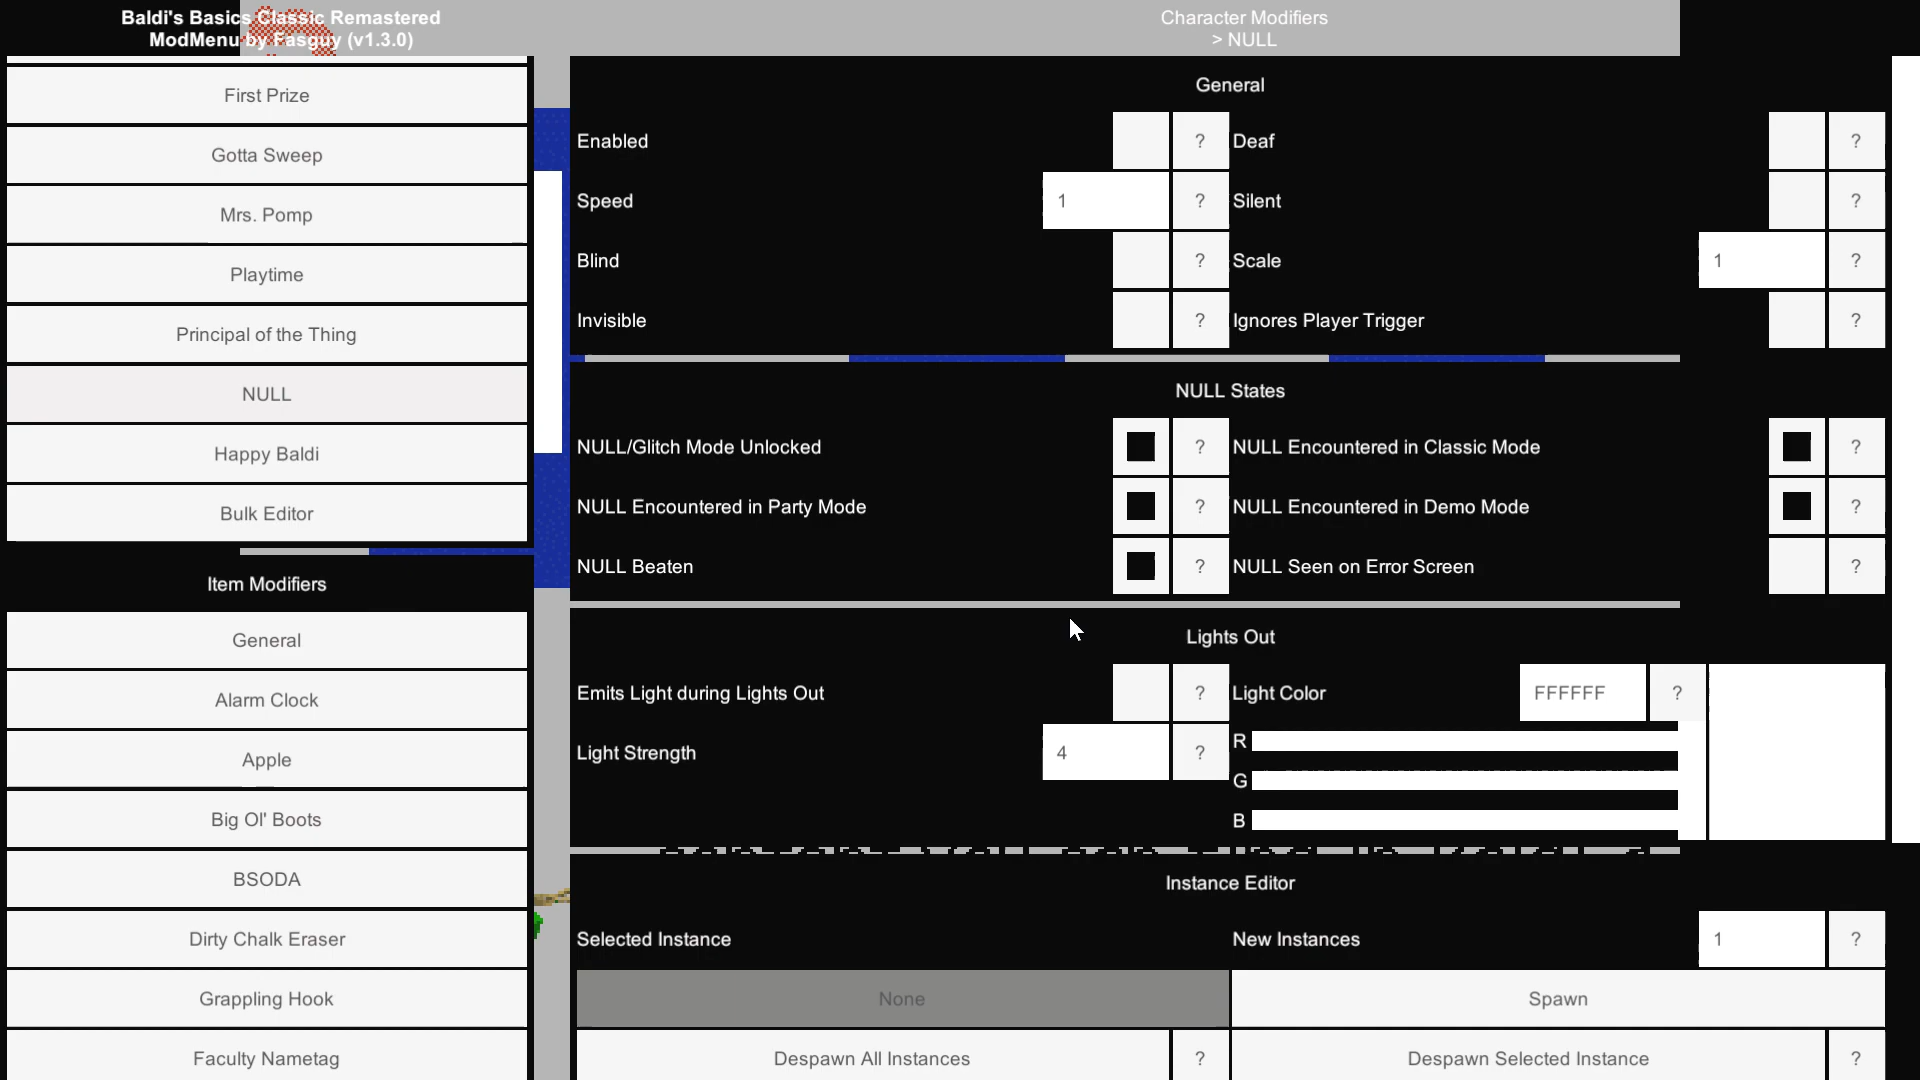 Baldi's Basics Classic Remastered
ModMenu by Fasguy (v1.3.0)
First Prize
Gotta Sweep
Mrs. Pomp
Playtime
Principal of the Thing
NULL
Happy Baldi
Bulk Editor
Item Modifiers
General
Alarm Clock
Apple
Big Ol' Boots
BSODA
Dirty Chalk Eraser
Grappling Hook
Faculty Nametag
Character Modifiers
> NULL
General
Enabled ? Deaf ?
Speed 1 ? Silent ?
Blind ? Scale 1 ?
Invisible ? Ignores Player Trigger ?
NULL States
NULL/Glitch Mode Unlocked ? NULL Encountered in Classic Mode ?
NULL Encountered in Party Mode ? NULL Encountered in Demo Mode ?
NULL Beaten ? NULL Seen on Error Screen ?
Lights Out
Emits Light during Lights Out ? Light Color FFFFFF ?
Light Strength 4 ?
R
G
B
Instance Editor
Selected Instance New Instances 1 ?
None Spawn
Despawn All Instances ? Despawn Selected Instance ?